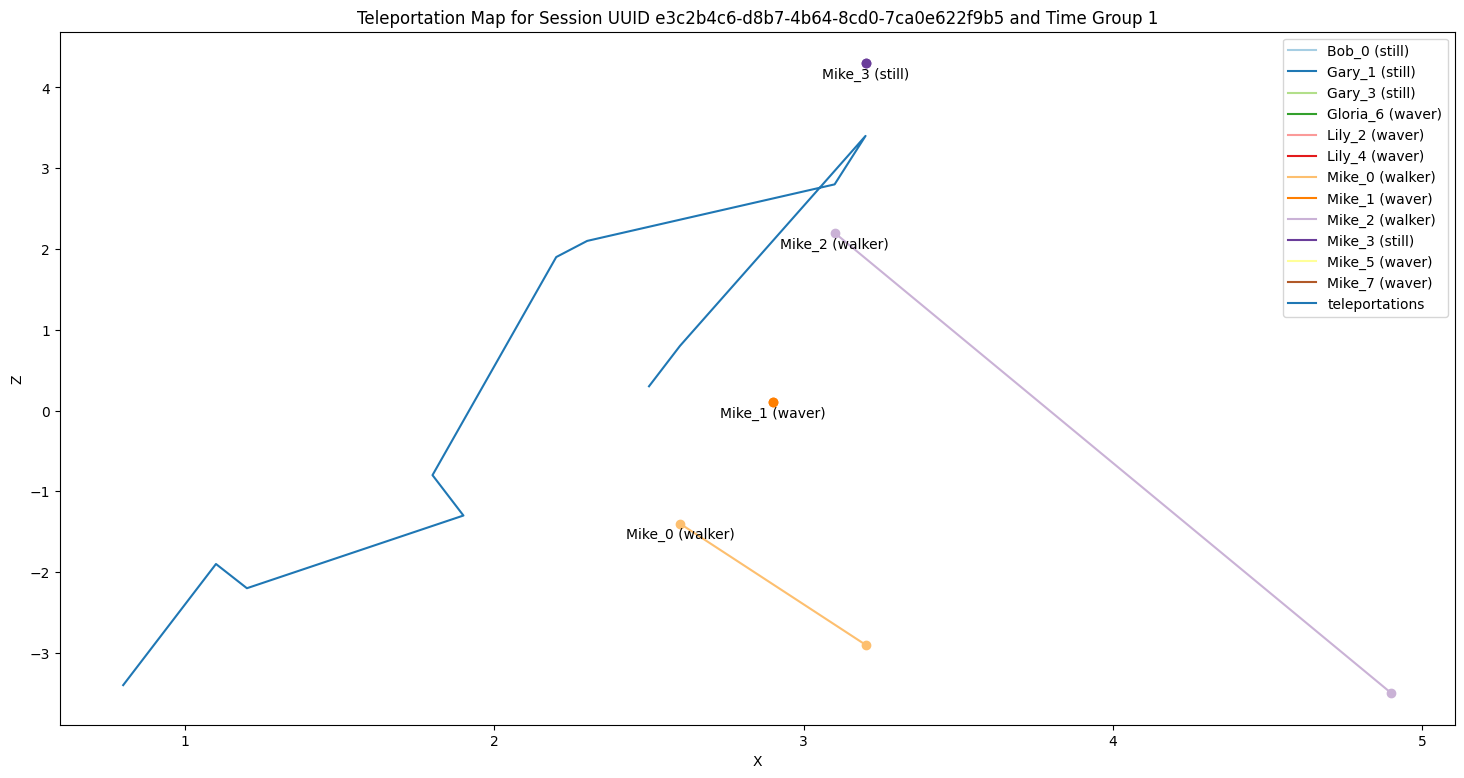 Teleportation Map for Session UUID e3c2b4c6-d8b7-4b64-8cd0-7ca0e622f9b5 and Time Group 1
Bob_0 (still)
Gary_1 (still)
Gary_3 (still)
Gloria_6 (waver)
Lily_2 (waver)
Lily_4 (waver)
Mike_0 (walker)
Mike_1 (waver)
Mike_2 (walker)
Mike_3 (still)
Mike_5 (waver)
Mike_7 (waver)
teleportations
Mike_3 (still)
Mike_2 (walker)
Mike_1 (waver)
Mike_0 (walker)
4
3
2
1
0
−1
−2
−3
Z
1
2
3
4
5
X